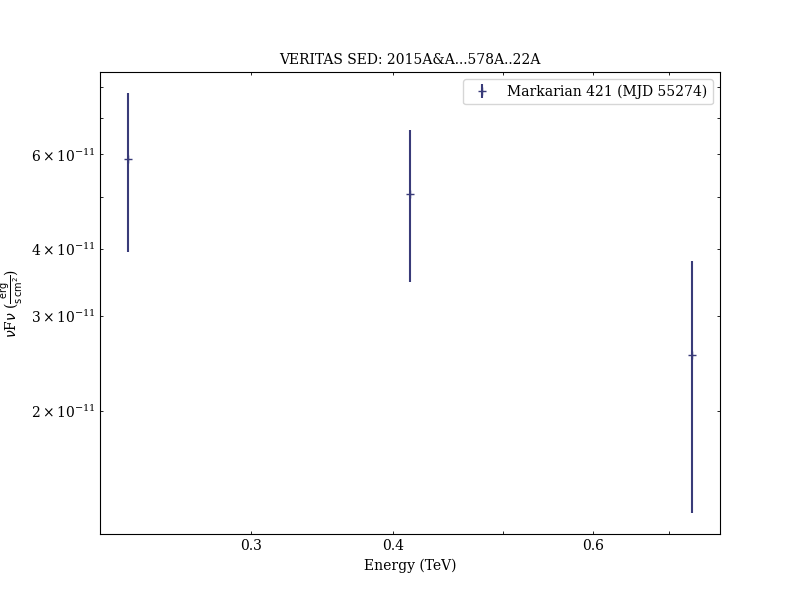 VERITAS SED: 2015A&A...578A..22A
Markarian 421 (MJD 55274)
6 × 10⁻¹¹
4 × 10⁻¹¹
3 × 10⁻¹¹
2 × 10⁻¹¹
νFν (erg / s cm²)
0.3 0.4 0.6
Energy (TeV)